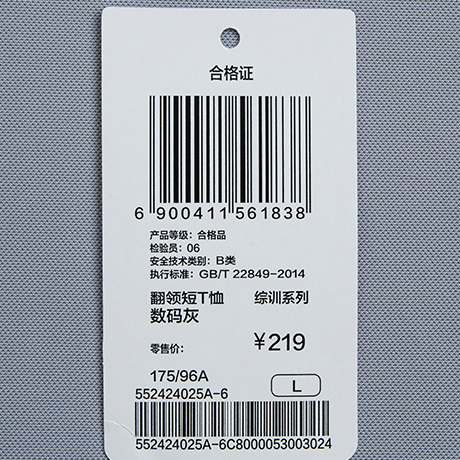 合格证
6 900411 561838
产品等级: 合格品
检验员: 06
安全技术类别: B类
执行标准: GB/T 22849-2014
翻领短T恤 综训系列
数码灰
零售价: ¥219
175/96A
552424025A-6 L
552424025A-6C8000053003024